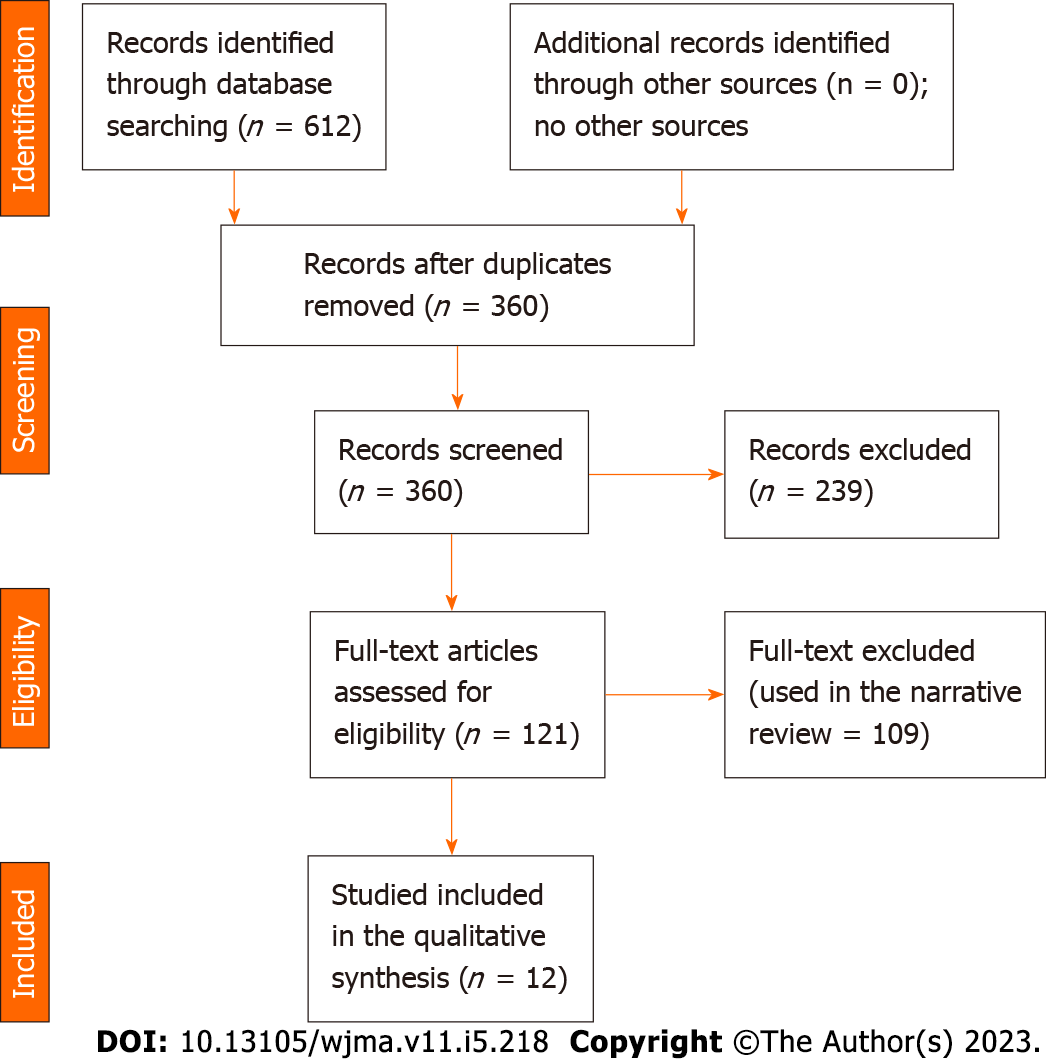 Identification
Records identified
through database
searching (n = 612)
Additional records identified
through other sources (n = 0);
no other sources
Records after duplicates
removed (n = 360)
Screening
Records screened
(n = 360)
Records excluded
(n = 239)
Eligibility
Full-text articles
assessed for
eligibility (n = 121)
Full-text excluded
(used in the narrative
review = 109)
Included
Studied included
in the qualitative
synthesis (n = 12)
DOI: 10.13105/wjma.v11.i5.218 Copyright ©The Author(s) 2023.